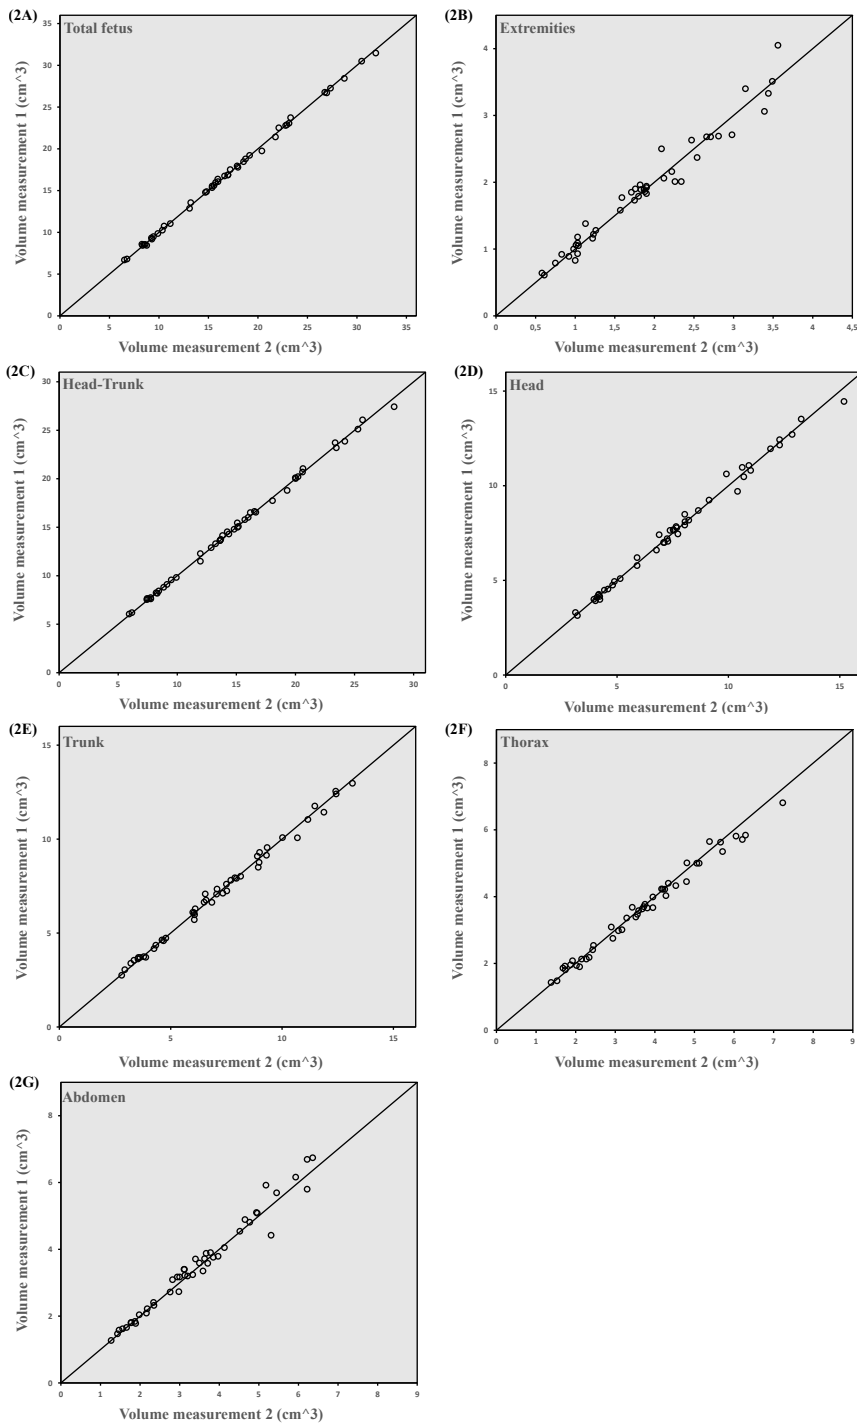 (2A)
Total fetus
Volume measurement 1 (cm^3)
35
30
25
20
15
10
5
0
0 5 10 15 20 25 30 35
Volume measurement 2 (cm^3)
(2B)
Extremities
Volume measurement 1 (cm^3)
4
3
2
1
0
0 0,5 1 1,5 2 2,5 3 3,5 4 4,5
Volume measurement 2 (cm^3)
(2C)
Head-Trunk
Volume measurement 1 (cm^3)
30
25
20
15
10
5
0
0 5 10 15 20 25 30
Volume measurement 2 (cm^3)
(2D)
Head
Volume measurement 1 (cm^3)
15
10
5
0
0 5 10 15
Volume measurement 2 (cm^3)
(2E)
Trunk
Volume measurement 1 (cm^3)
15
10
5
0
0 5 10 15
Volume measurement 2 (cm^3)
(2F)
Thorax
Volume measurement 1 (cm^3)
8
6
4
2
0
0 1 2 3 4 5 6 7 8 9
Volume measurement 2 (cm^3)
(2G)
Abdomen
Volume measurement 1 (cm^3)
8
6
4
2
0
0 1 2 3 4 5 6 7 8 9
Volume measurement 2 (cm^3)